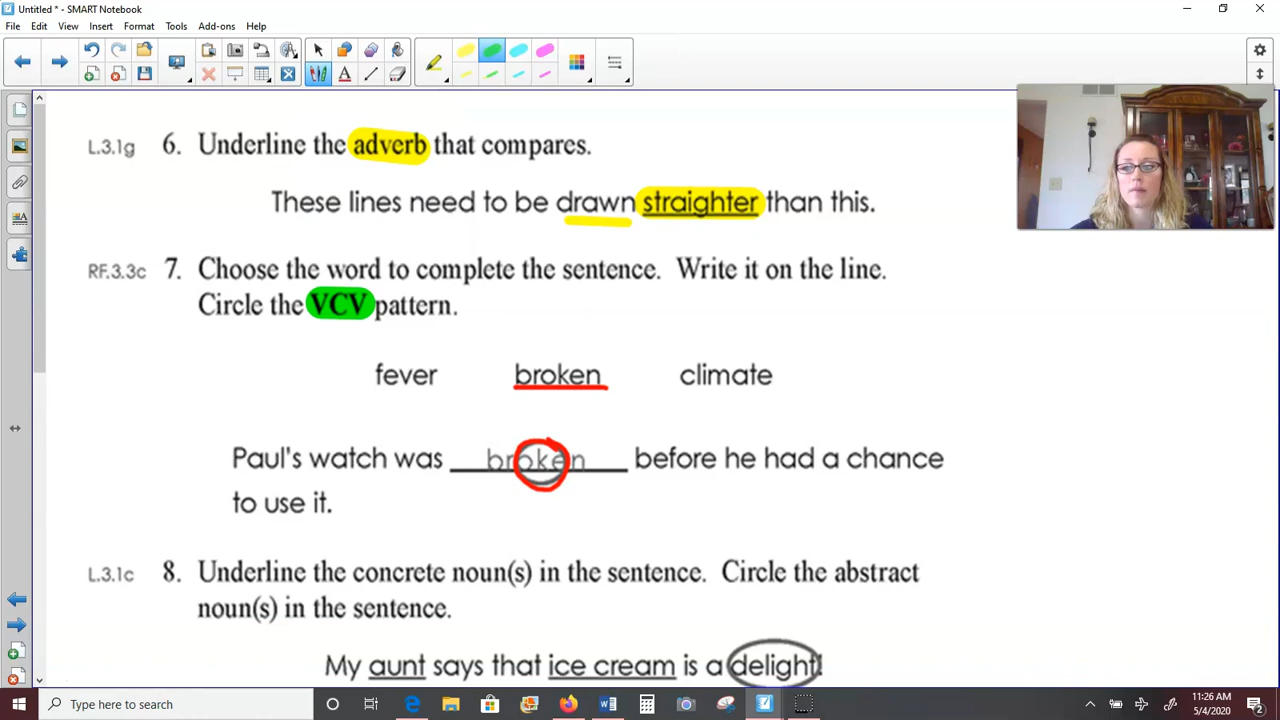 Untitled * - SMART Notebook
File Edit View Insert Format Tools Add-ons Help
L.3.1g 6. Underline the adverb that compares.
These lines need to be drawn straighter than this.
RF.3.3c 7. Choose the word to complete the sentence. Write it on the line.
Circle the VCV pattern.
fever broken climate
Paul's watch was broken before he had a chance
to use it.
L.3.1c 8. Underline the concrete noun(s) in the sentence. Circle the abstract
noun(s) in the sentence.
My aunt says that ice cream is a delight!
Type here to search
11:26 AM
5/4/2020
2